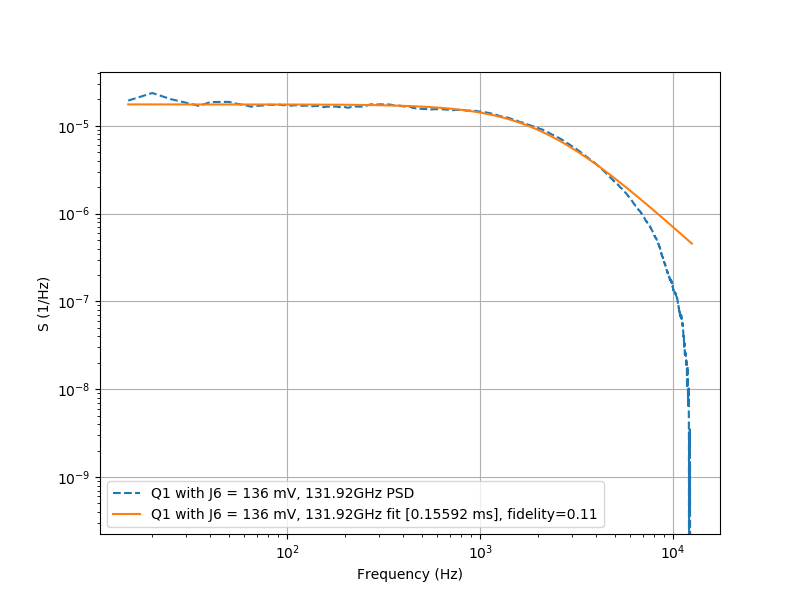 10⁻⁵
10⁻⁶
10⁻⁷
10⁻⁸
10⁻⁹
S (1/Hz)
Q1 with J6 = 136 mV, 131.92GHz PSD
Q1 with J6 = 136 mV, 131.92GHz fit [0.15592 ms], fidelity=0.11
10² 10³ 10⁴
Frequency (Hz)